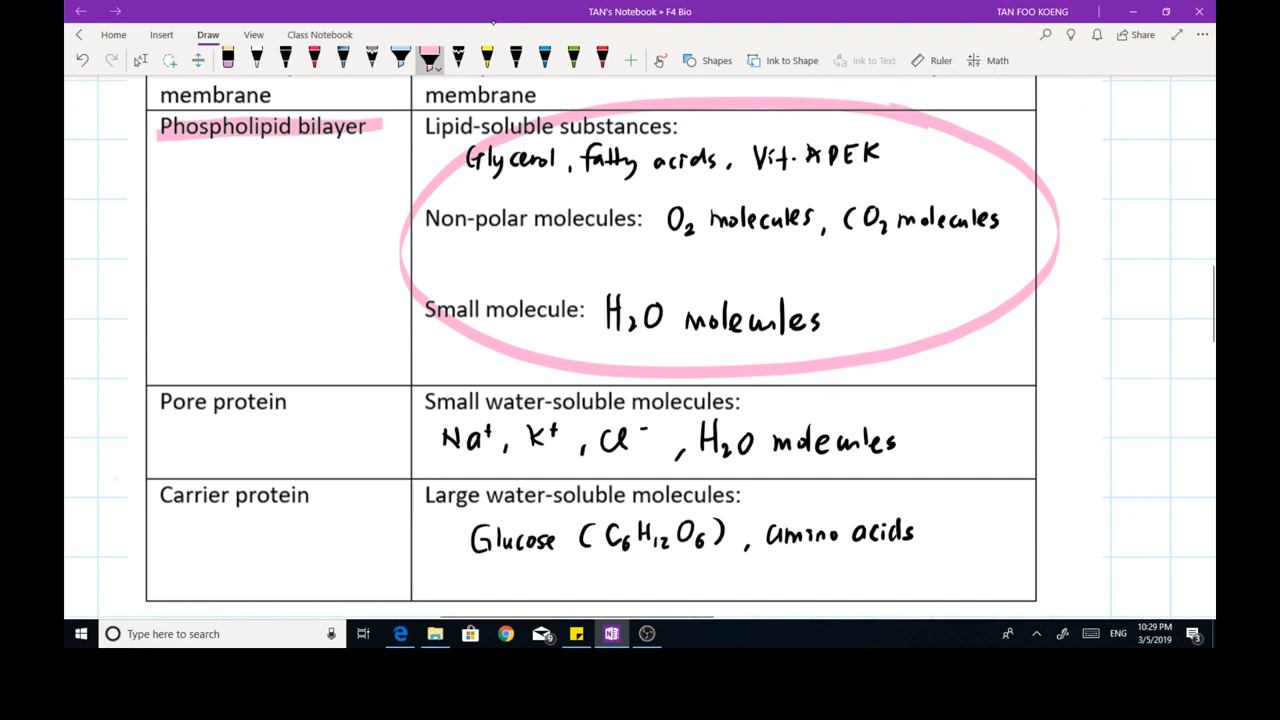 TAN's Notebook » F4 Bio
TAN FOO KOENG
Home Insert Draw View Class Notebook
Share
Shapes Ink to Shape Ink to Text Ruler Math
membrane membrane
Phospholipid bilayer Lipid-soluble substances:
Glycerol, fatty acids, Vit. ADEK
Non-polar molecules: O2 molecules, CO2 molecules
Small molecule: H2O molecules
Pore protein Small water-soluble molecules:
Na+, K+, Cl-, H2O molecules
Carrier protein Large water-soluble molecules:
Glucose (C6H12O6), amino acids
Type here to search
9
ENG
10:29 PM
3/5/2019
3